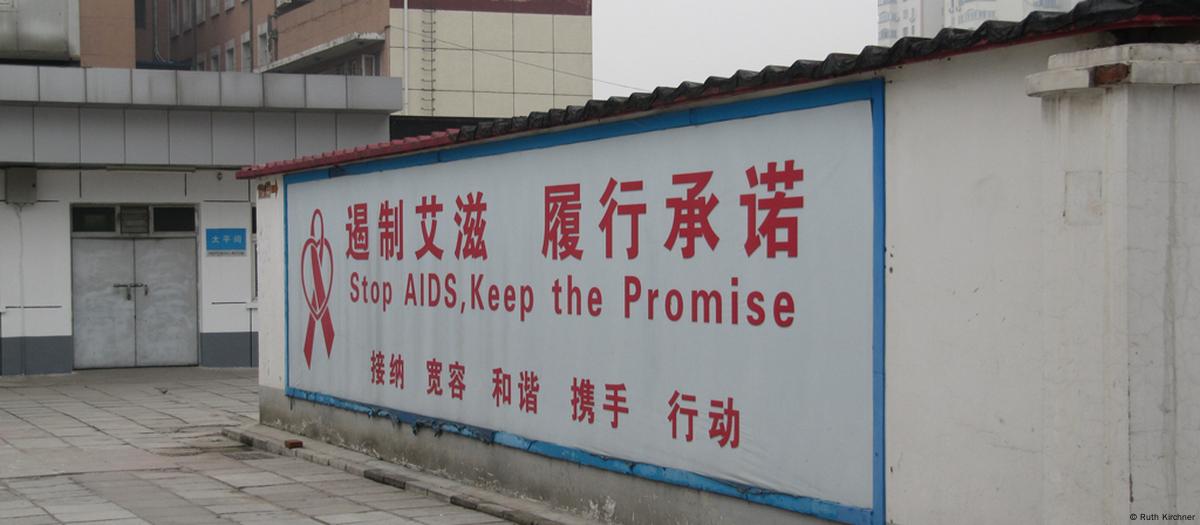 遏制艾滋 履行承诺
Stop AIDS,Keep the Promise
接纳 宽容 和谐 携手 行动
太平间
© Ruth Kirchner